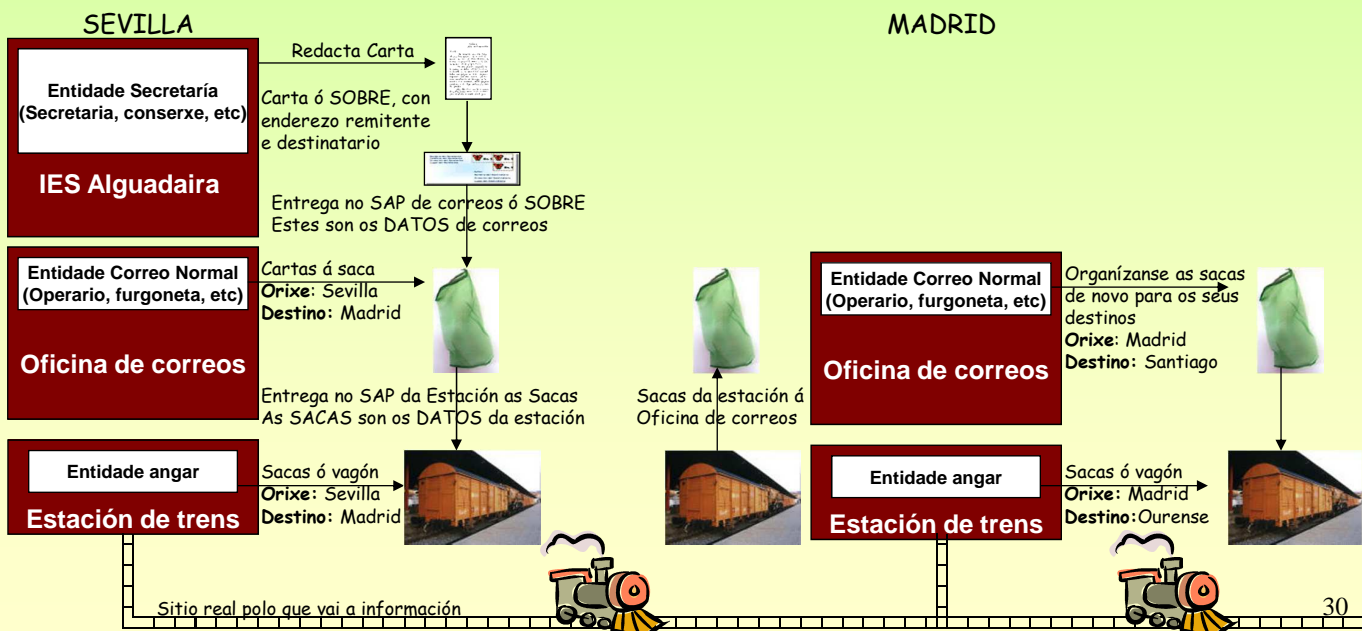 SEVILLA
MADRID
Entidade Secretaría
(Secretaria, conserxe, etc)
IES Alguadaira
Redacta Carta
Carta ó SOBRE, con
enderezo remitente
e destinatario
Entrega no SAP de correos ó SOBRE
Estes son os DATOS de correos
Entidade Correo Normal
(Operario, furgoneta, etc)
Oficina de correos
Cartas á saca
Orixe: Sevilla
Destino: Madrid
Entrega no SAP da Estación as Sacas
As SACAS son os DATOS da estación
Entidade angar
Estación de trens
Sacas ó vagón
Orixe: Sevilla
Destino: Madrid
Sacas da estación á
Oficina de correos
Entidade Correo Normal
(Operario, furgoneta, etc)
Oficina de correos
Organízanse as sacas
de novo para os seus
destinos
Orixe: Madrid
Destino: Santiago
Entidade angar
Estación de trens
Sacas ó vagón
Orixe: Madrid
Destino:Ourense
Sitio real polo que vai a información
30